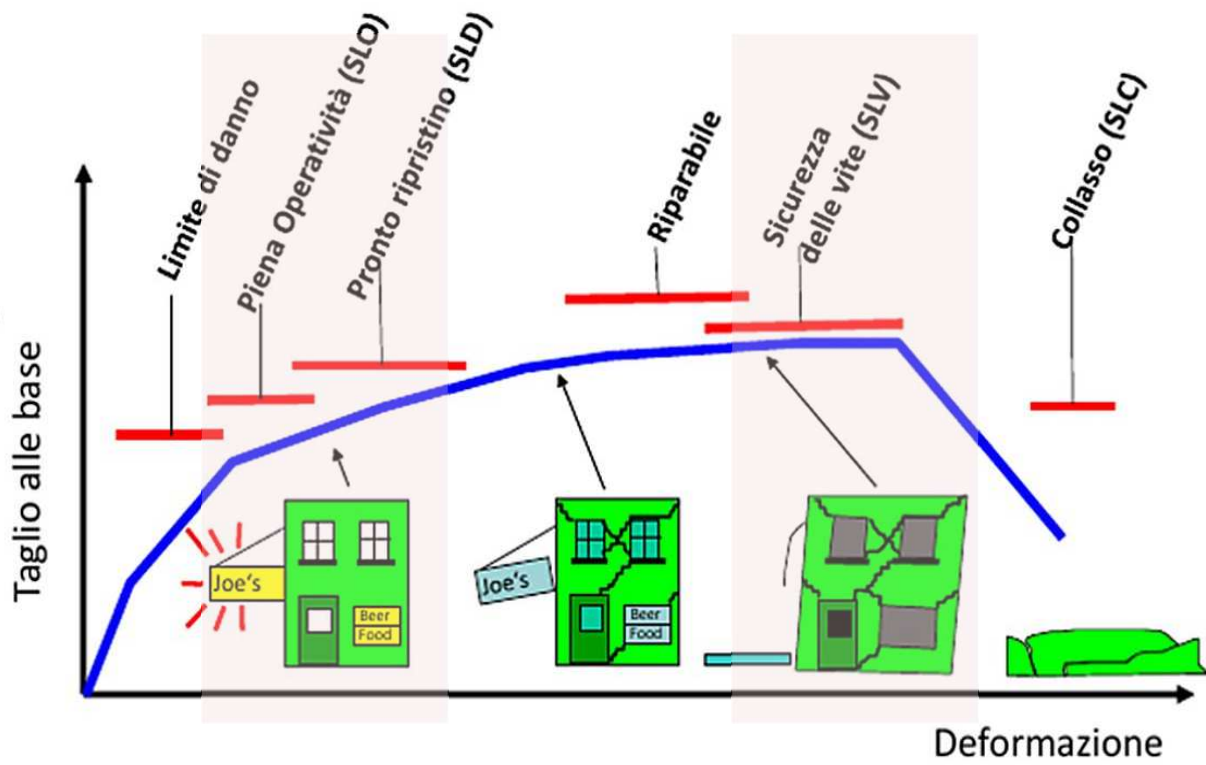 Limite di danno
Piena Operatività (SLO)
Pronto ripristino (SLD)
Riparabile
Sicurezza
delle vite (SLV)
Collasso (SLC)
Taglio alle base
Joe's
Beer
Food
Joe's
Beer
Food
Deformazione